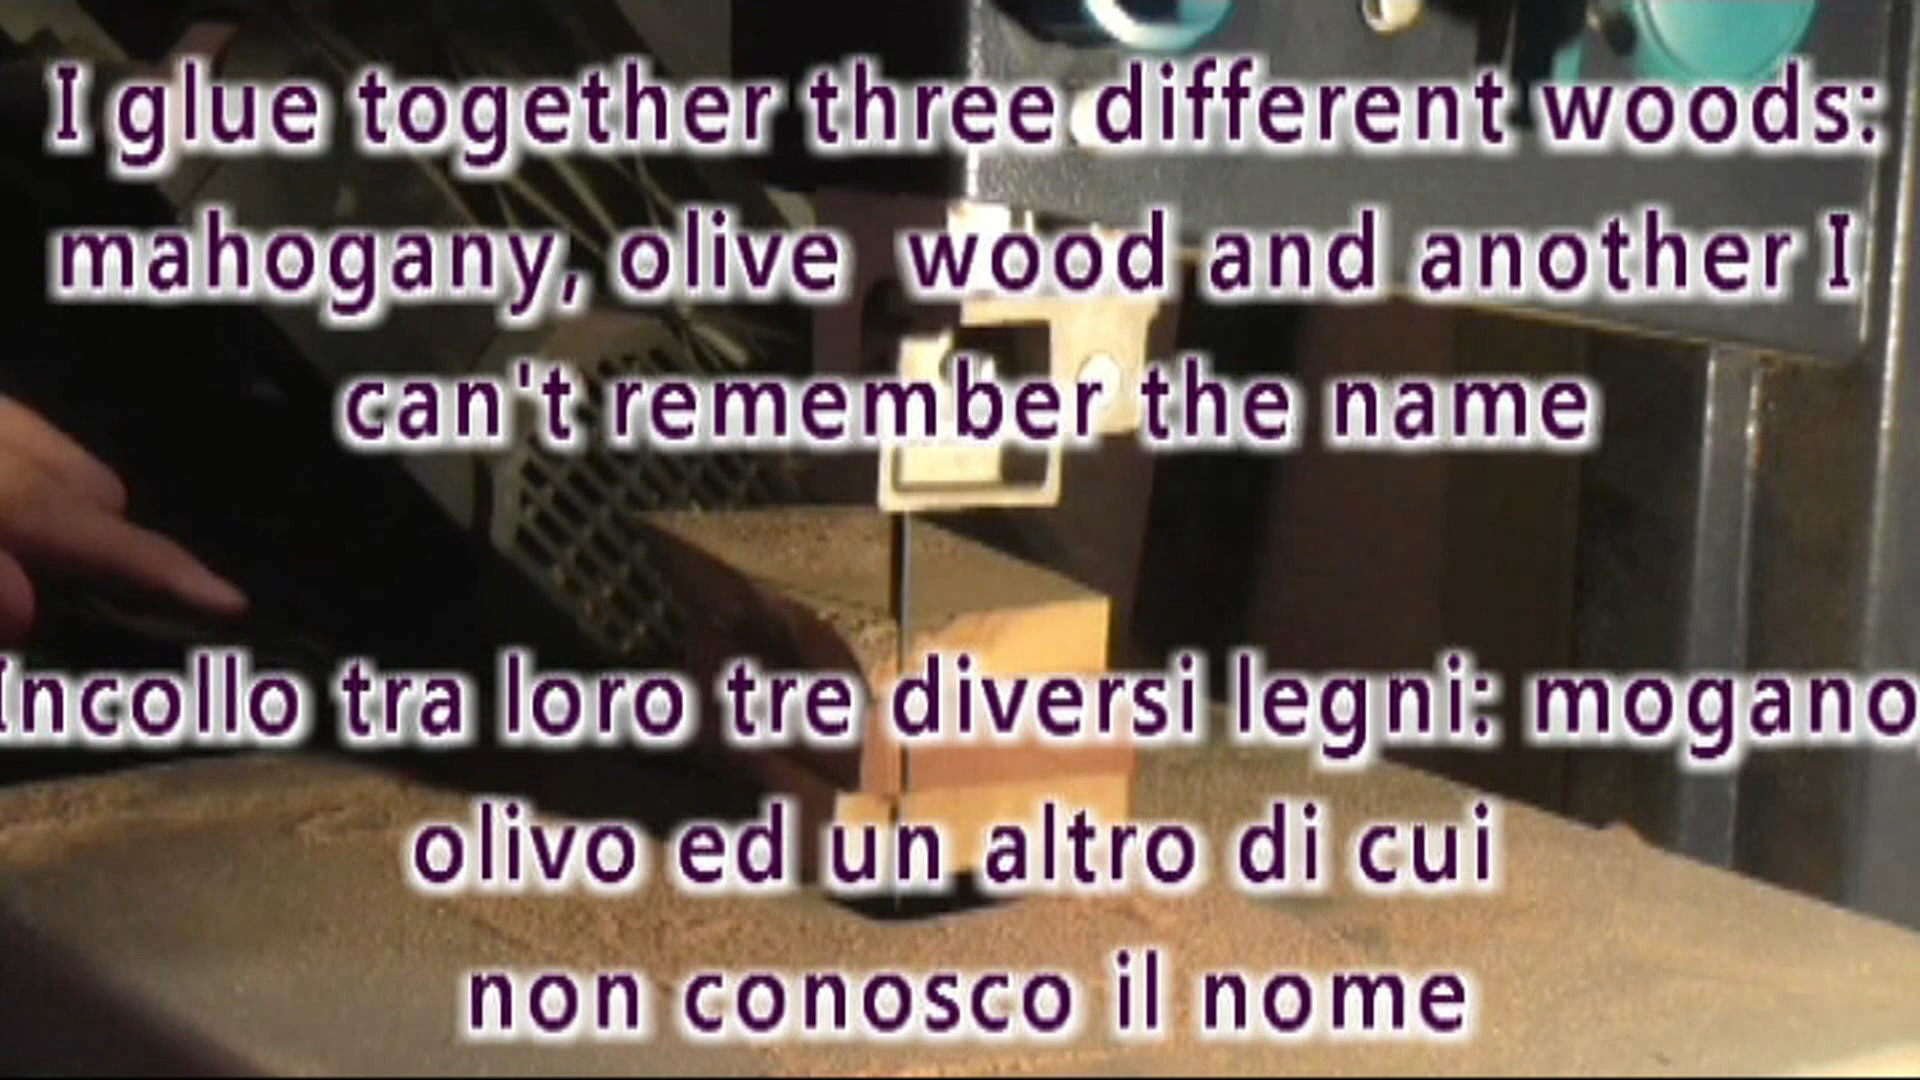 I glue together three different woods:
mahogany, olive wood and another I
can't remember the name
Incollo tra loro tre diversi legni: mogano,
olivo ed un altro di cui
non conosco il nome